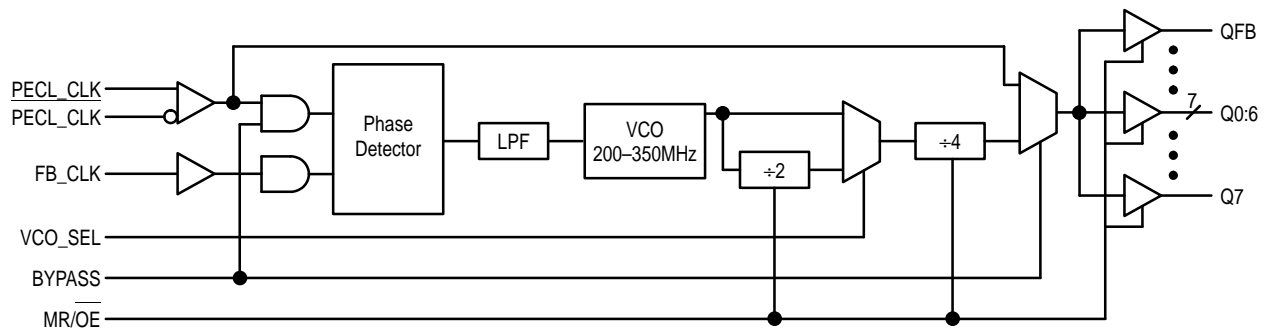 PECL_CLK
PECL_CLK
FB_CLK
VCO_SEL
BYPASS
MR/OE
Phase
Detector
LPF
VCO
200–350MHz
÷2
÷4
QFB
7
Q0:6
Q7